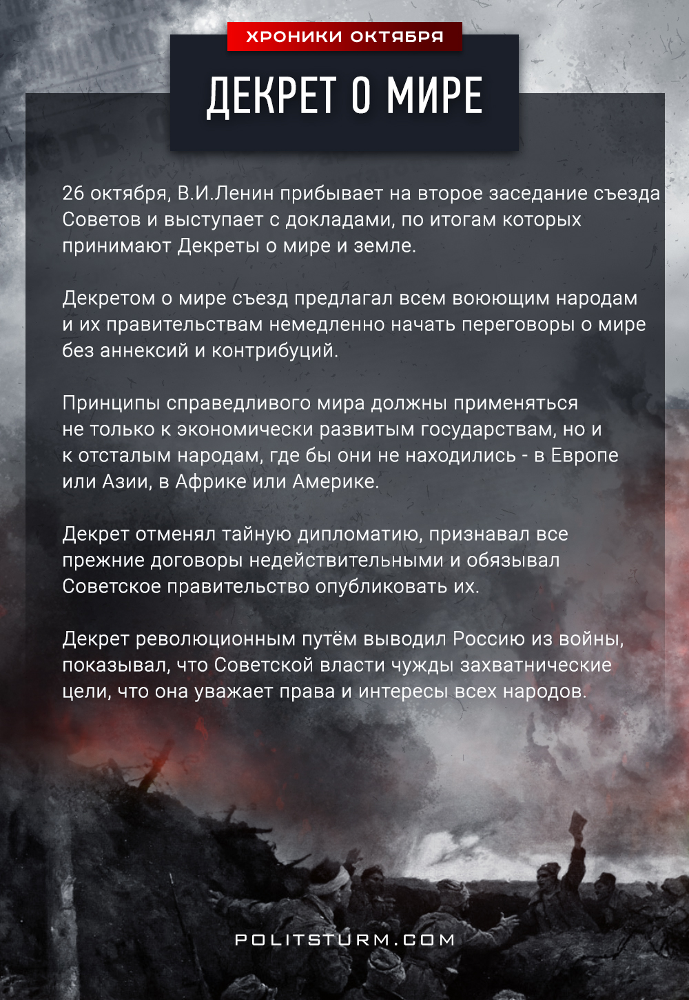 ХРОНИКИ ОКТЯБРЯ
ДЕКРЕТ О МИРЕ
26 октября, В.И.Ленин прибывает на второе заседание съезда
Советов и выступает с докладами, по итогам которых
принимают Декреты о мире и земле.
Декретом о мире съезд предлагал всем воюющим народам
и их правительствам немедленно начать переговоры о мире
без аннексий и контрибуций.
Принципы справедливого мира должны применяться
не только к экономически развитым государствам, но и
к отсталым народам, где бы они не находились - в Европе
или Азии, в Африке или Америке.
Декрет отменял тайную дипломатию, признавал все
прежние договоры недействительными и обязывал
Советское правительство опубликовать их.
Декрет революционным путём выводил Россию из войны,
показывал, что Советской власти чужды захватнические
цели, что она уважает права и интересы всех народов.
POLITSTURM.COM